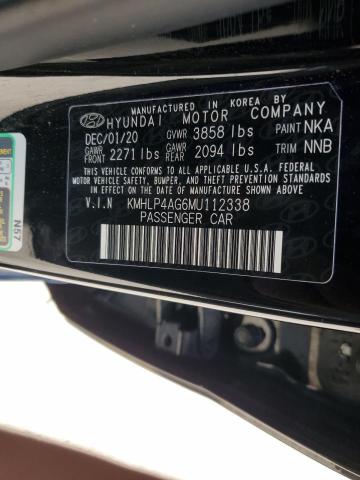 MANUFACTURED IN KOREA BY
HYUNDAI MOTOR COMPANY
DEC/01/20 GVWR 3858 lbs PAINT NKA
GAWR FRONT 2271 lbs GAWR REAR 2094 lbs TRIM NNB
THIS VEHICLE CONFORMS TO ALL APPLICABLE U.S.A. FEDERAL
MOTOR VEHICLE SAFETY, BUMPER, AND THEFT PREVENTION STANDARDS
IN EFFECT ON THE DATE OF MANUFACTURE SHOWN ABOVE.
V.I.N KMHLP4AG6MU112338
PASSENGER CAR
N57